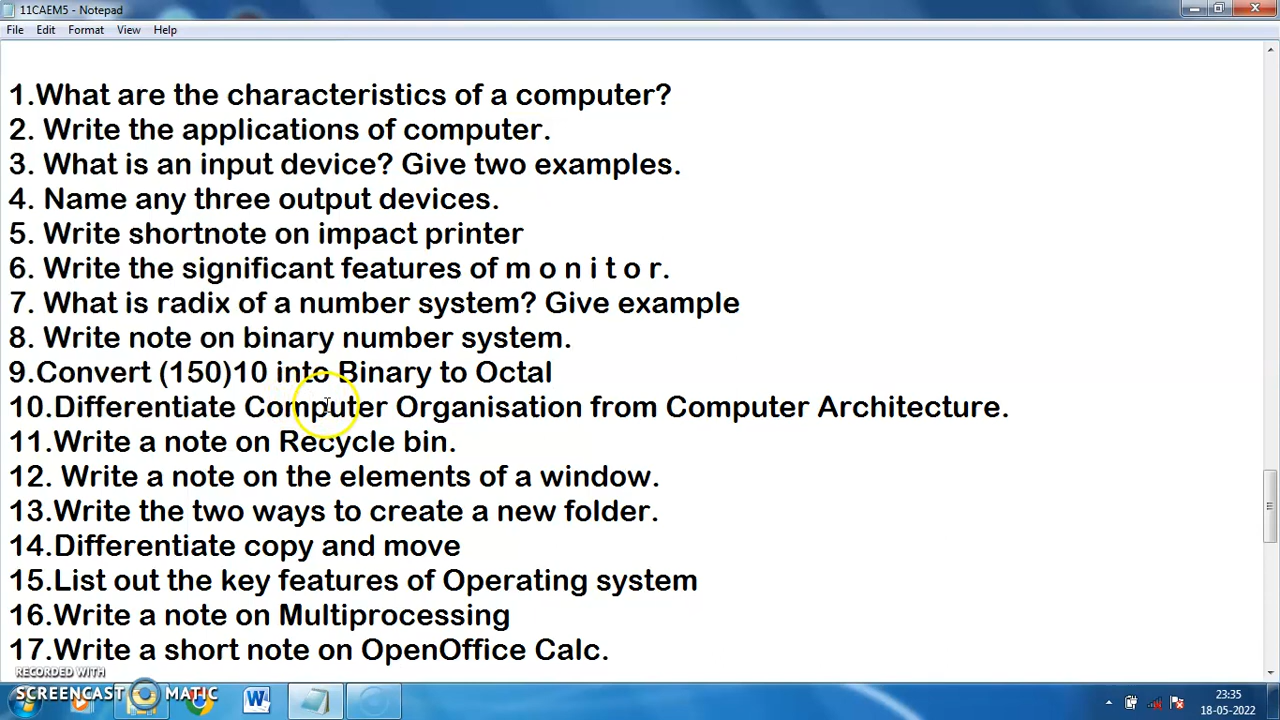 11CAEM5 - Notepad
File Edit Format View Help
1.What are the characteristics of a computer?
2. Write the applications of computer.
3. What is an input device? Give two examples.
4. Name any three output devices.
5. Write shortnote on impact printer
6. Write the significant features of m o n i t o r.
7. What is radix of a number system? Give example
8. Write note on binary number system.
9.Convert (150)10 into Binary to Octal
10.Differentiate Computer Organisation from Computer Architecture.
11.Write a note on Recycle bin.
12. Write a note on the elements of a window.
13.Write the two ways to create a new folder.
14.Differentiate copy and move
15.List out the key features of Operating system
16.Write a note on Multiprocessing
17.Write a short note on OpenOffice Calc.
RECORDED WITH
SCREENCAST MATIC
23:35
18-05-2022